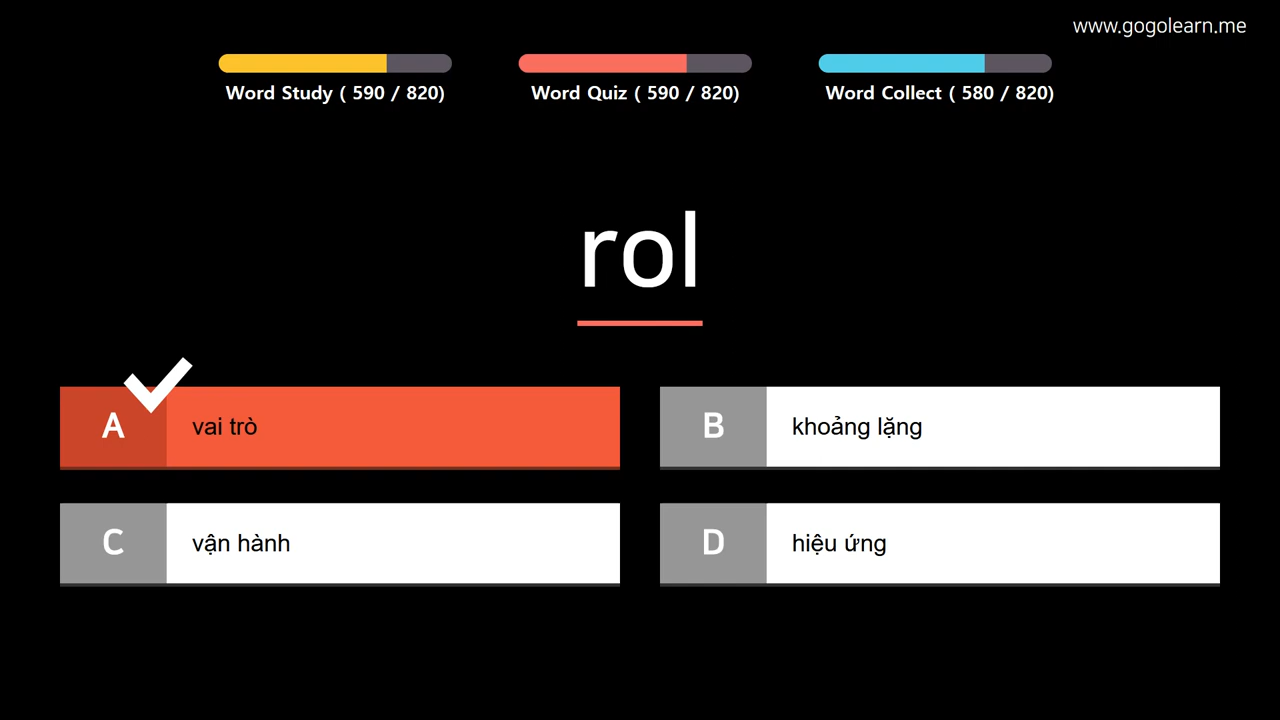 www.gogolearn.me
Word Study ( 590 / 820)
Word Quiz ( 590 / 820)
Word Collect ( 580 / 820)
rol
A vai trò
B khoảng lặng
C vận hành
D hiệu ứng